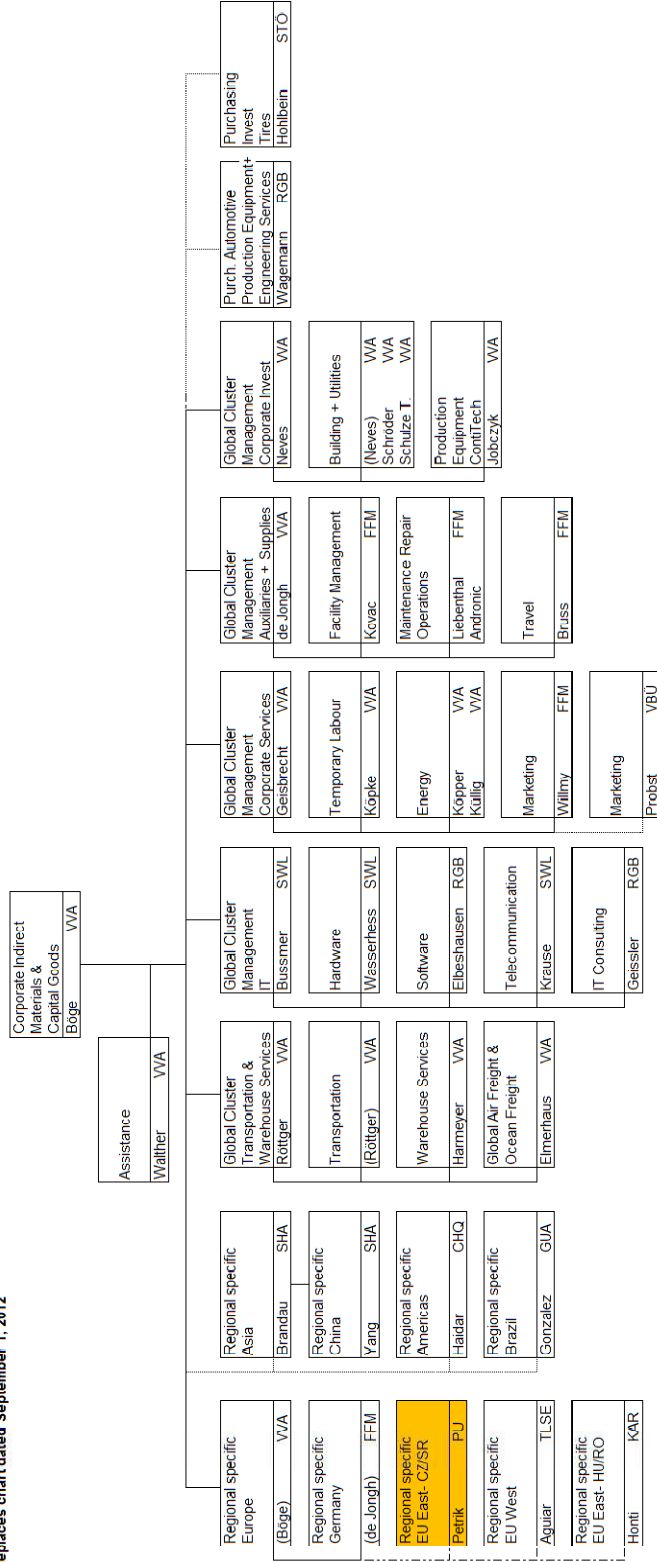 eplaces chart dated September 1, 2012
Corporate Indirect
Materials &
Capital Goods
Böge VVA
Assistance
Walther VVA
Regional specific
Europe
(Böge) VVA
Regional specific
Germany
(de Jongh) FFM
Regional specific
EU East- CZ/SR
Petrik PU
Regional specific
EU West
Aguiar TLSE
Regional specific
EU East- HU/RO
Honti KAR
Regional specific
Asia
Brandau SHA
Regional specific
China
Yang SHA
Regional specific
Americas
Haidar CHQ
Regional specific
Brazil
Gonzalez GUA
Global Cluster
Transportation &
Warehouse Services
Röttger VVA
Transportation
(Röttger) VVA
Warehouse Services
Harmeyer VVA
Global Air Freight &
Ocean Freight
Elmerhaus VVA
Global Cluster
Management
IT
Bussmer SWL
Hardware
Wasserhess SWL
Software
Elbeshausen RGB
Telecommunication
Krause SWL
IT Consulting
Geissler RGB
Global Cluster
Management
Corporate Services
Geisbrecht VVA
Temporary Labour
Köpke VVA
Energy
Köpper VVA
Küllig VVA
Marketing
Willmy FFM
Marketing
Probst VBÜ
Global Cluster
Management
Auxiliaries + Supplies
de Jongh VVA
Facility Management
Kovac FFM
Maintenance Repair
Operations
Liebenthal FFM
Andronic
Travel
Bruss FFM
Global Cluster
Management
Corporate Invest
Neves VVA
Building + Utilities
(Neves) VVA
Schröder VVA
Schulze T. VVA
Production
Equipment
ContiTech
Jobczyk VVA
Purch. Automotive
Production Equipment+
Engineering Services
Wagemann RGB
Purchasing
Invest
Tires
Hohlbein STÖ